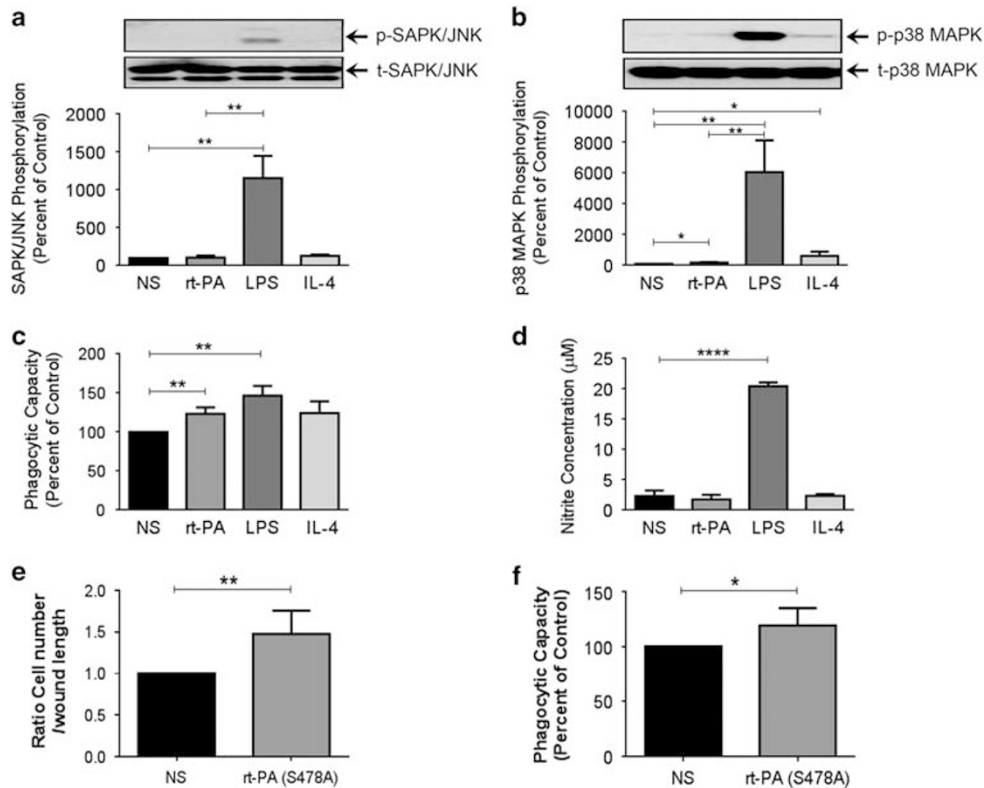 a
p-SAPK/JNK
t-SAPK/JNK
SAPK/JNK Phosphorylation
(Percent of Control)
2000
1500
1000
500
0
**
**
NS rt-PA LPS IL-4
b
p-p38 MAPK
t-p38 MAPK
p38 MAPK Phosphorylation
(Percent of Control)
10000
8000
6000
4000
2000
0
*
**
**
*
NS rt-PA LPS IL-4
c
Phagocytic Capacity
(Percent of Control)
200
150
100
50
0
**
**
NS rt-PA LPS IL-4
d
Nitrite Concentration (µM)
25
20
15
10
5
0
****
NS rt-PA LPS IL-4
e
Ratio Cell number
/wound length
2.0
1.5
1.0
0.5
0.0
**
NS rt-PA (S478A)
f
Phagocytic Capacity
(Percent of Control)
150
100
50
0
*
NS rt-PA (S478A)